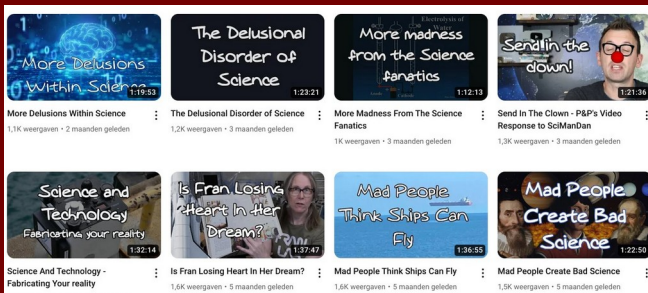 More Delusions
Within Science
1:19:53
The Delusional
Disorder of
Science
1:23:21
Electrolysis of
Water
More madness
from the Science
fanatics
1:12:13
Send in the
clown!
1:21:36
More Delusions Within Science
1,1K weergaven • 2 maanden geleden
The Delusional Disorder of Science
1,2K weergaven • 3 maanden geleden
More Madness From The Science
Fanatics
1K weergaven • 3 maanden geleden
Send In The Clown - P&P's Video
Response to SciManDan
1,3K weergaven • 3 maanden geleden
Science and
Technology
Fabricating your reality
1:32:14
Is Fran Losing
Heart In Her
Dream?
1:37:47
Mad People
Think Ships Can
Fly
1:36:55
Mad People
Create Bad
Science
1:22:50
Science And Technology -
Fabricating Your reality
Is Fran Losing Heart In Her Dream?
1,6K weergaven • 5 maanden geleden
Mad People Think Ships Can Fly
1,6K weergaven • 5 maanden geleden
Mad People Create Bad Science
1,5K weergaven • 5 maanden geleden